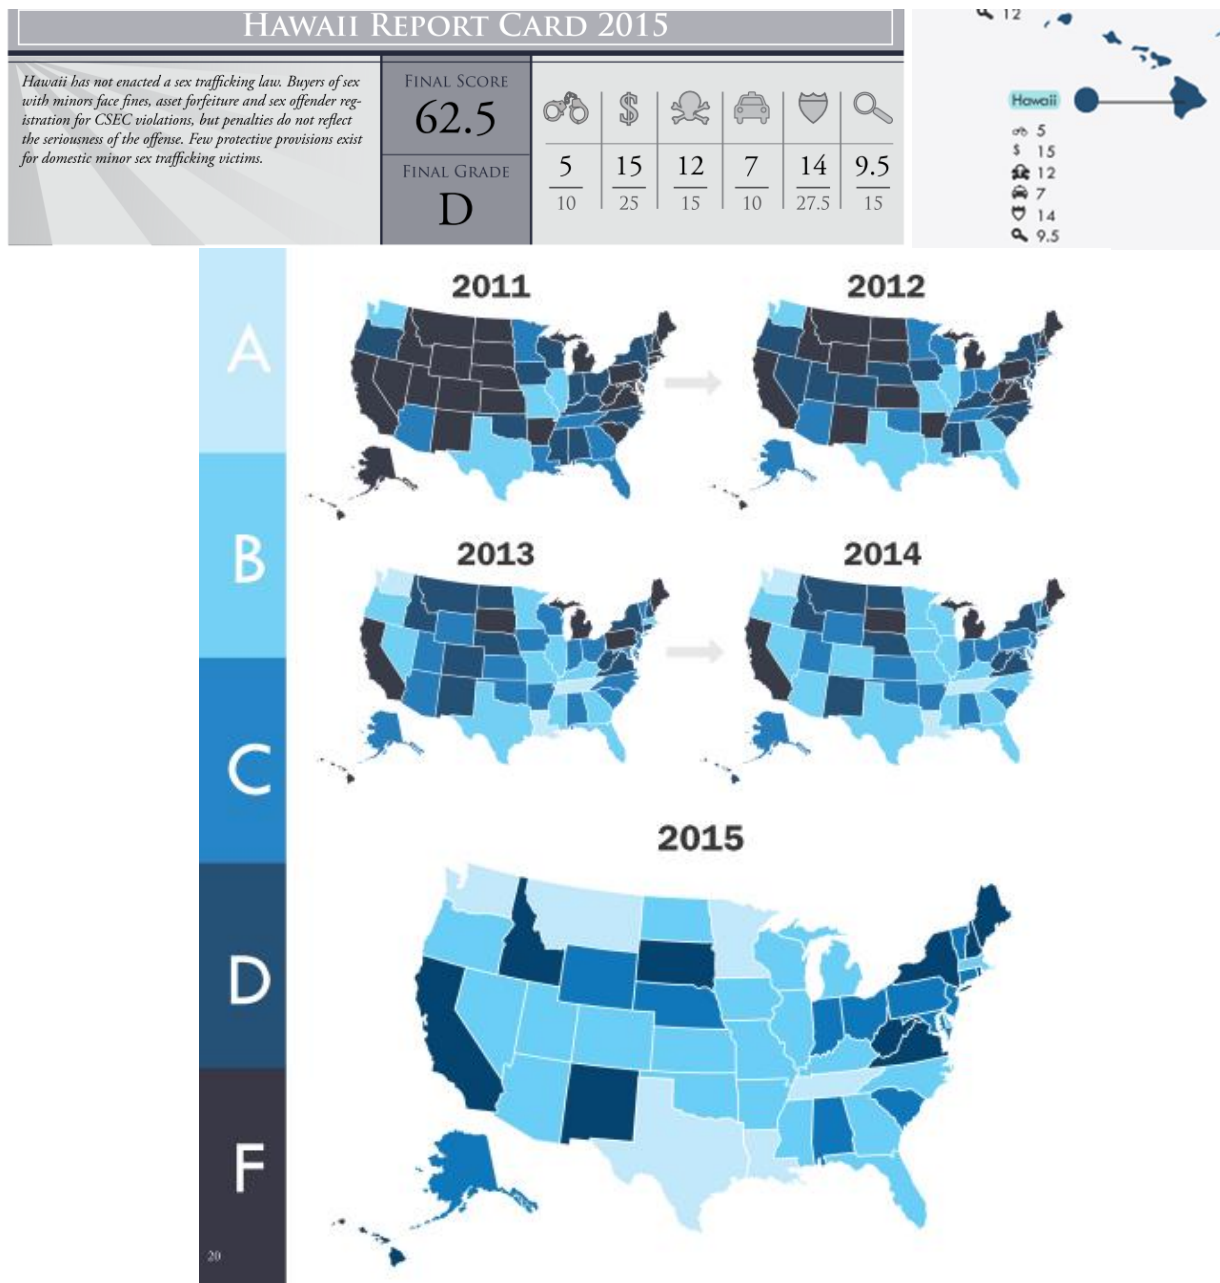 HAWAII REPORT CARD 2015
Hawaii has not enacted a sex trafficking law. Buyers of sex
with minors face fines, asset forfeiture and sex offender reg-
istration for CSEC violations, but penalties do not reflect
the seriousness of the offense. Few protective provisions exist
for domestic minor sex trafficking victims.
FINAL SCORE
62.5
FINAL GRADE
D
$
5 15 12 7 14 9.5
10 25 15 10 27.5 15
12
Hawaii
5
$ 15
12
7
14
9.5
A
B
C
D
F
20
2011
2012
2013
2014
2015